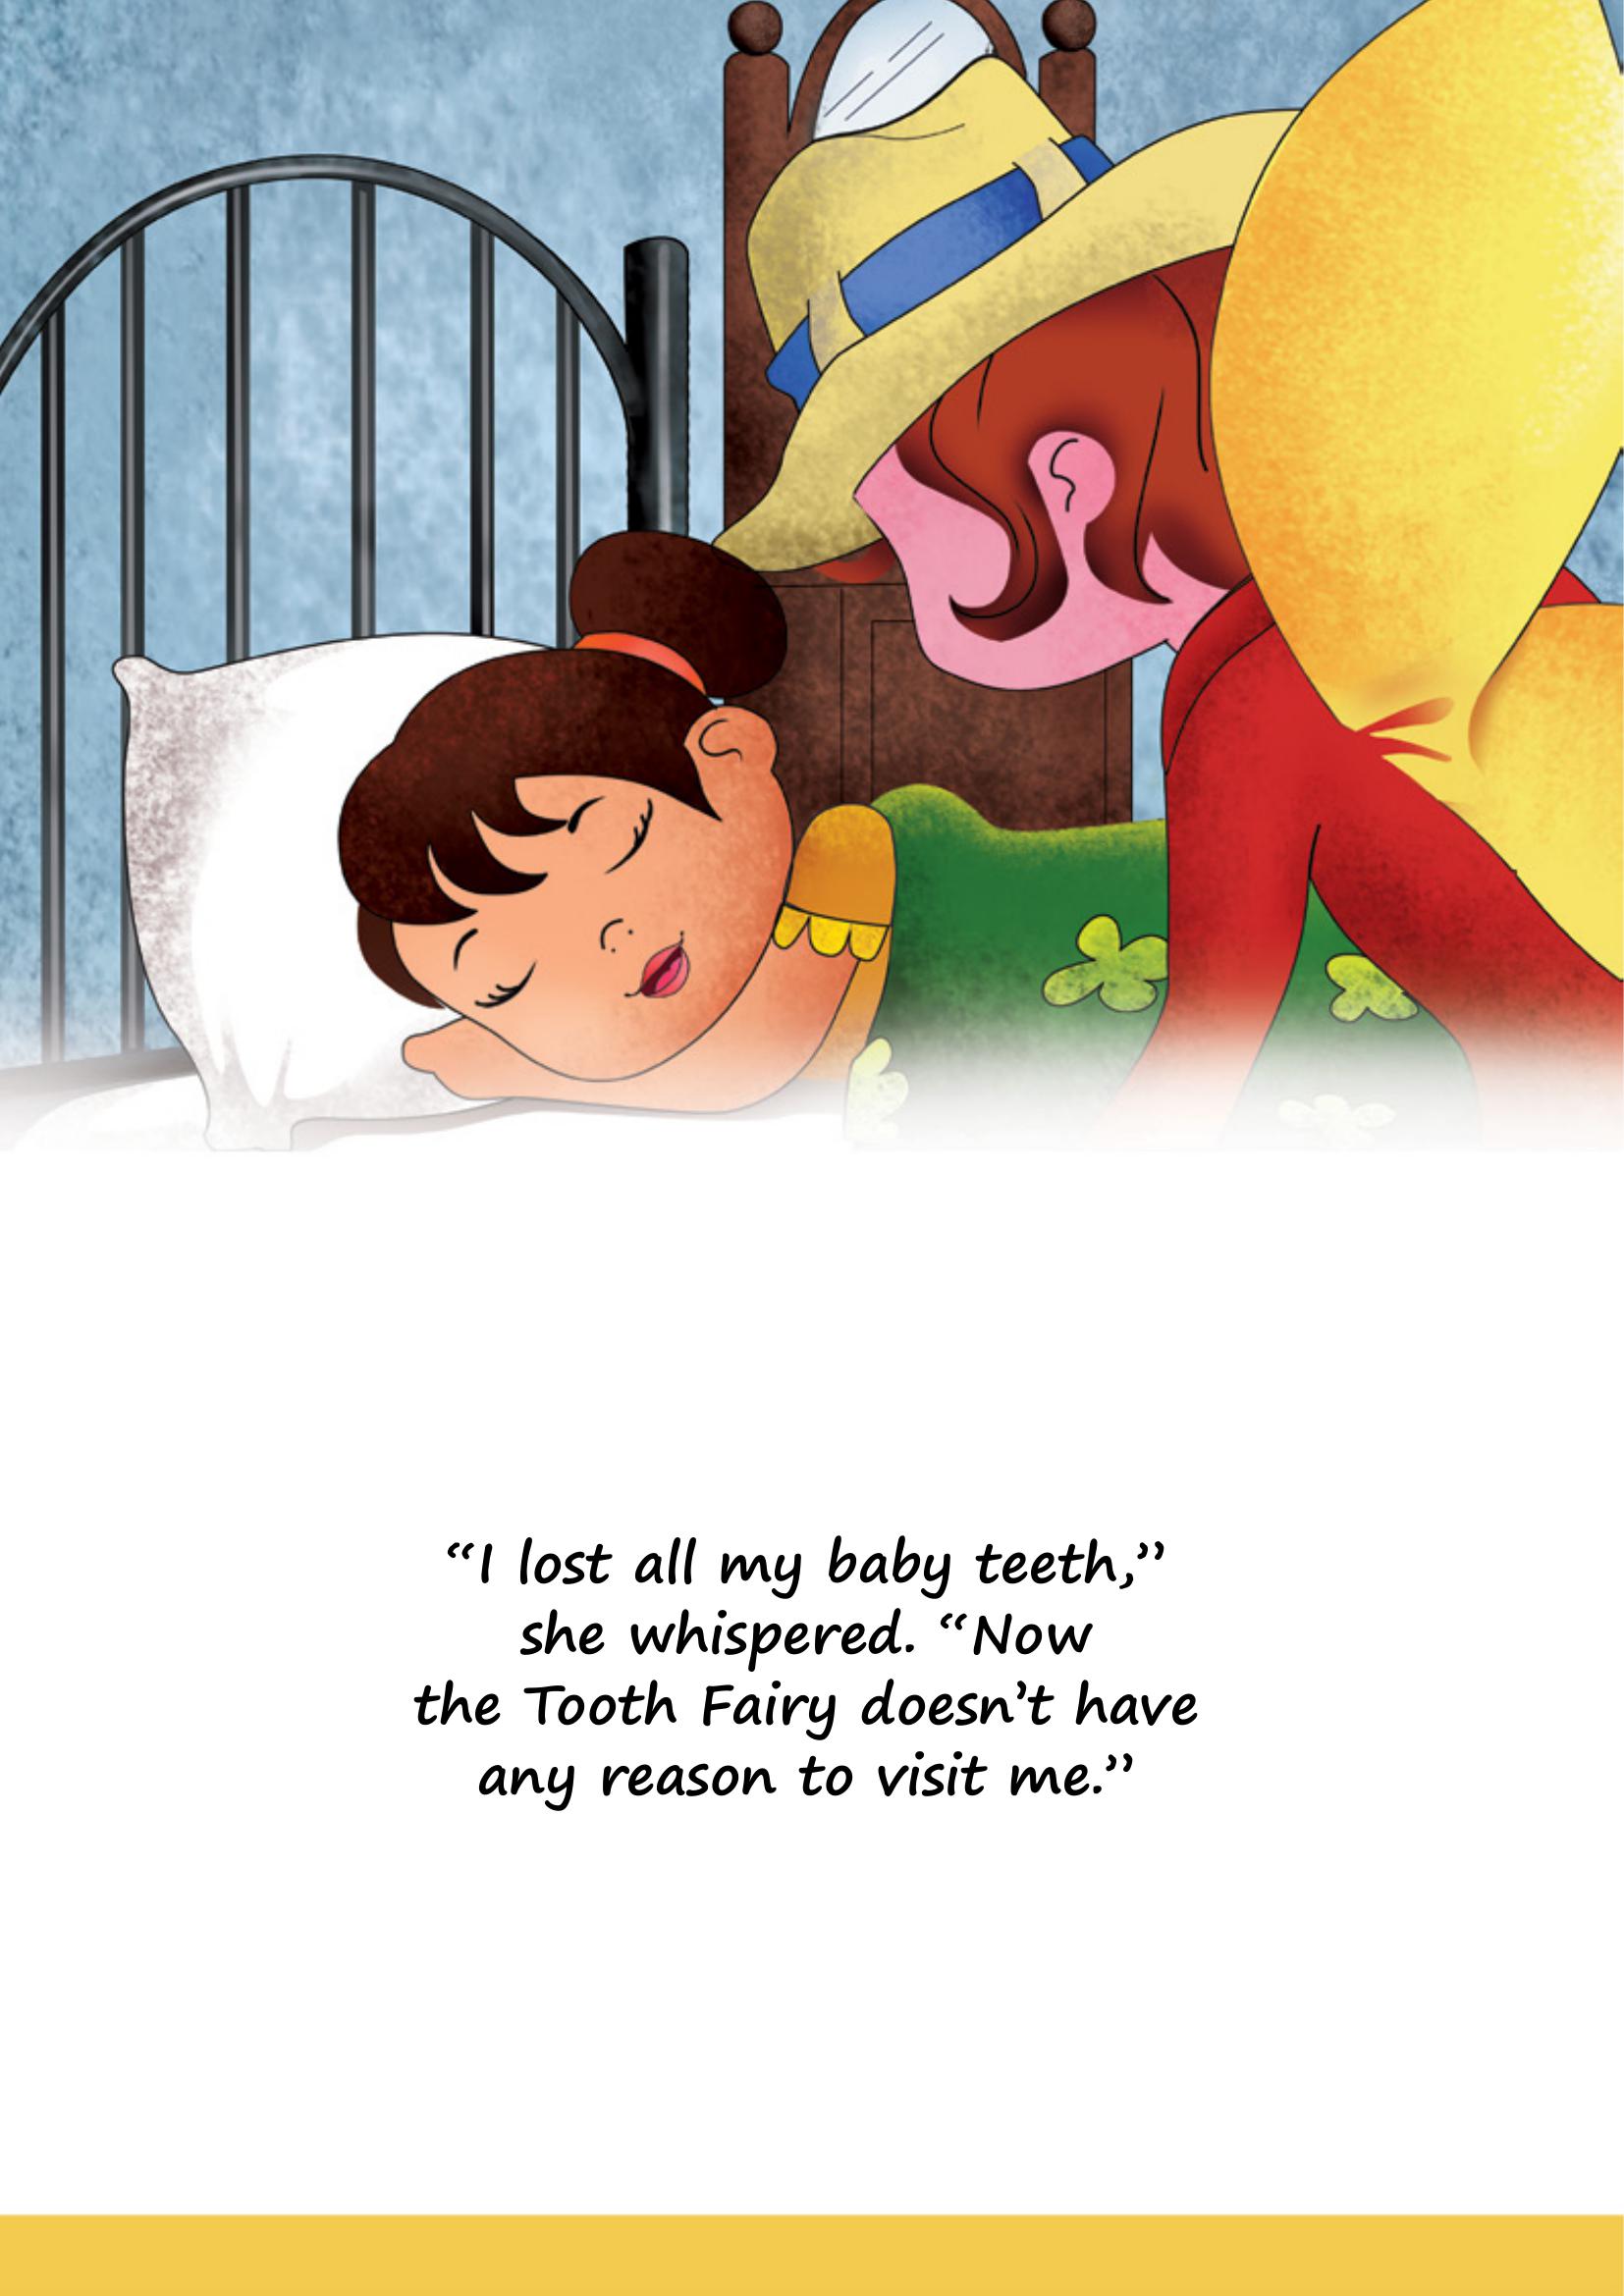 “I lost all my baby teeth,”
she whispered. “Now
the Tooth Fairy doesn’t have
any reason to visit me.”